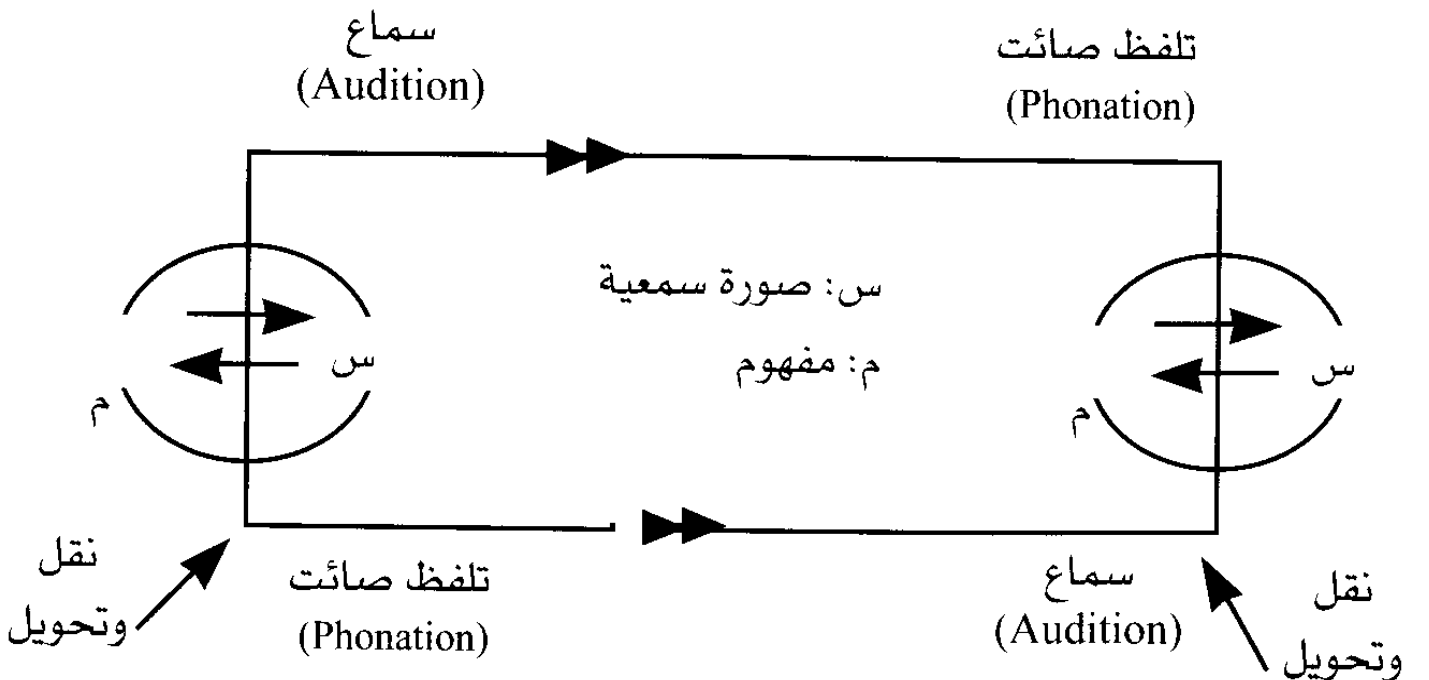 تلفظ صائت
(Phonation)
سماع
(Audition)
س: صورة سمعية
م: مفهوم
س
م
س
م
سماع
(Audition)
تلفظ صائت
(Phonation)
نقل
وتحويل
نقل
وتحويل